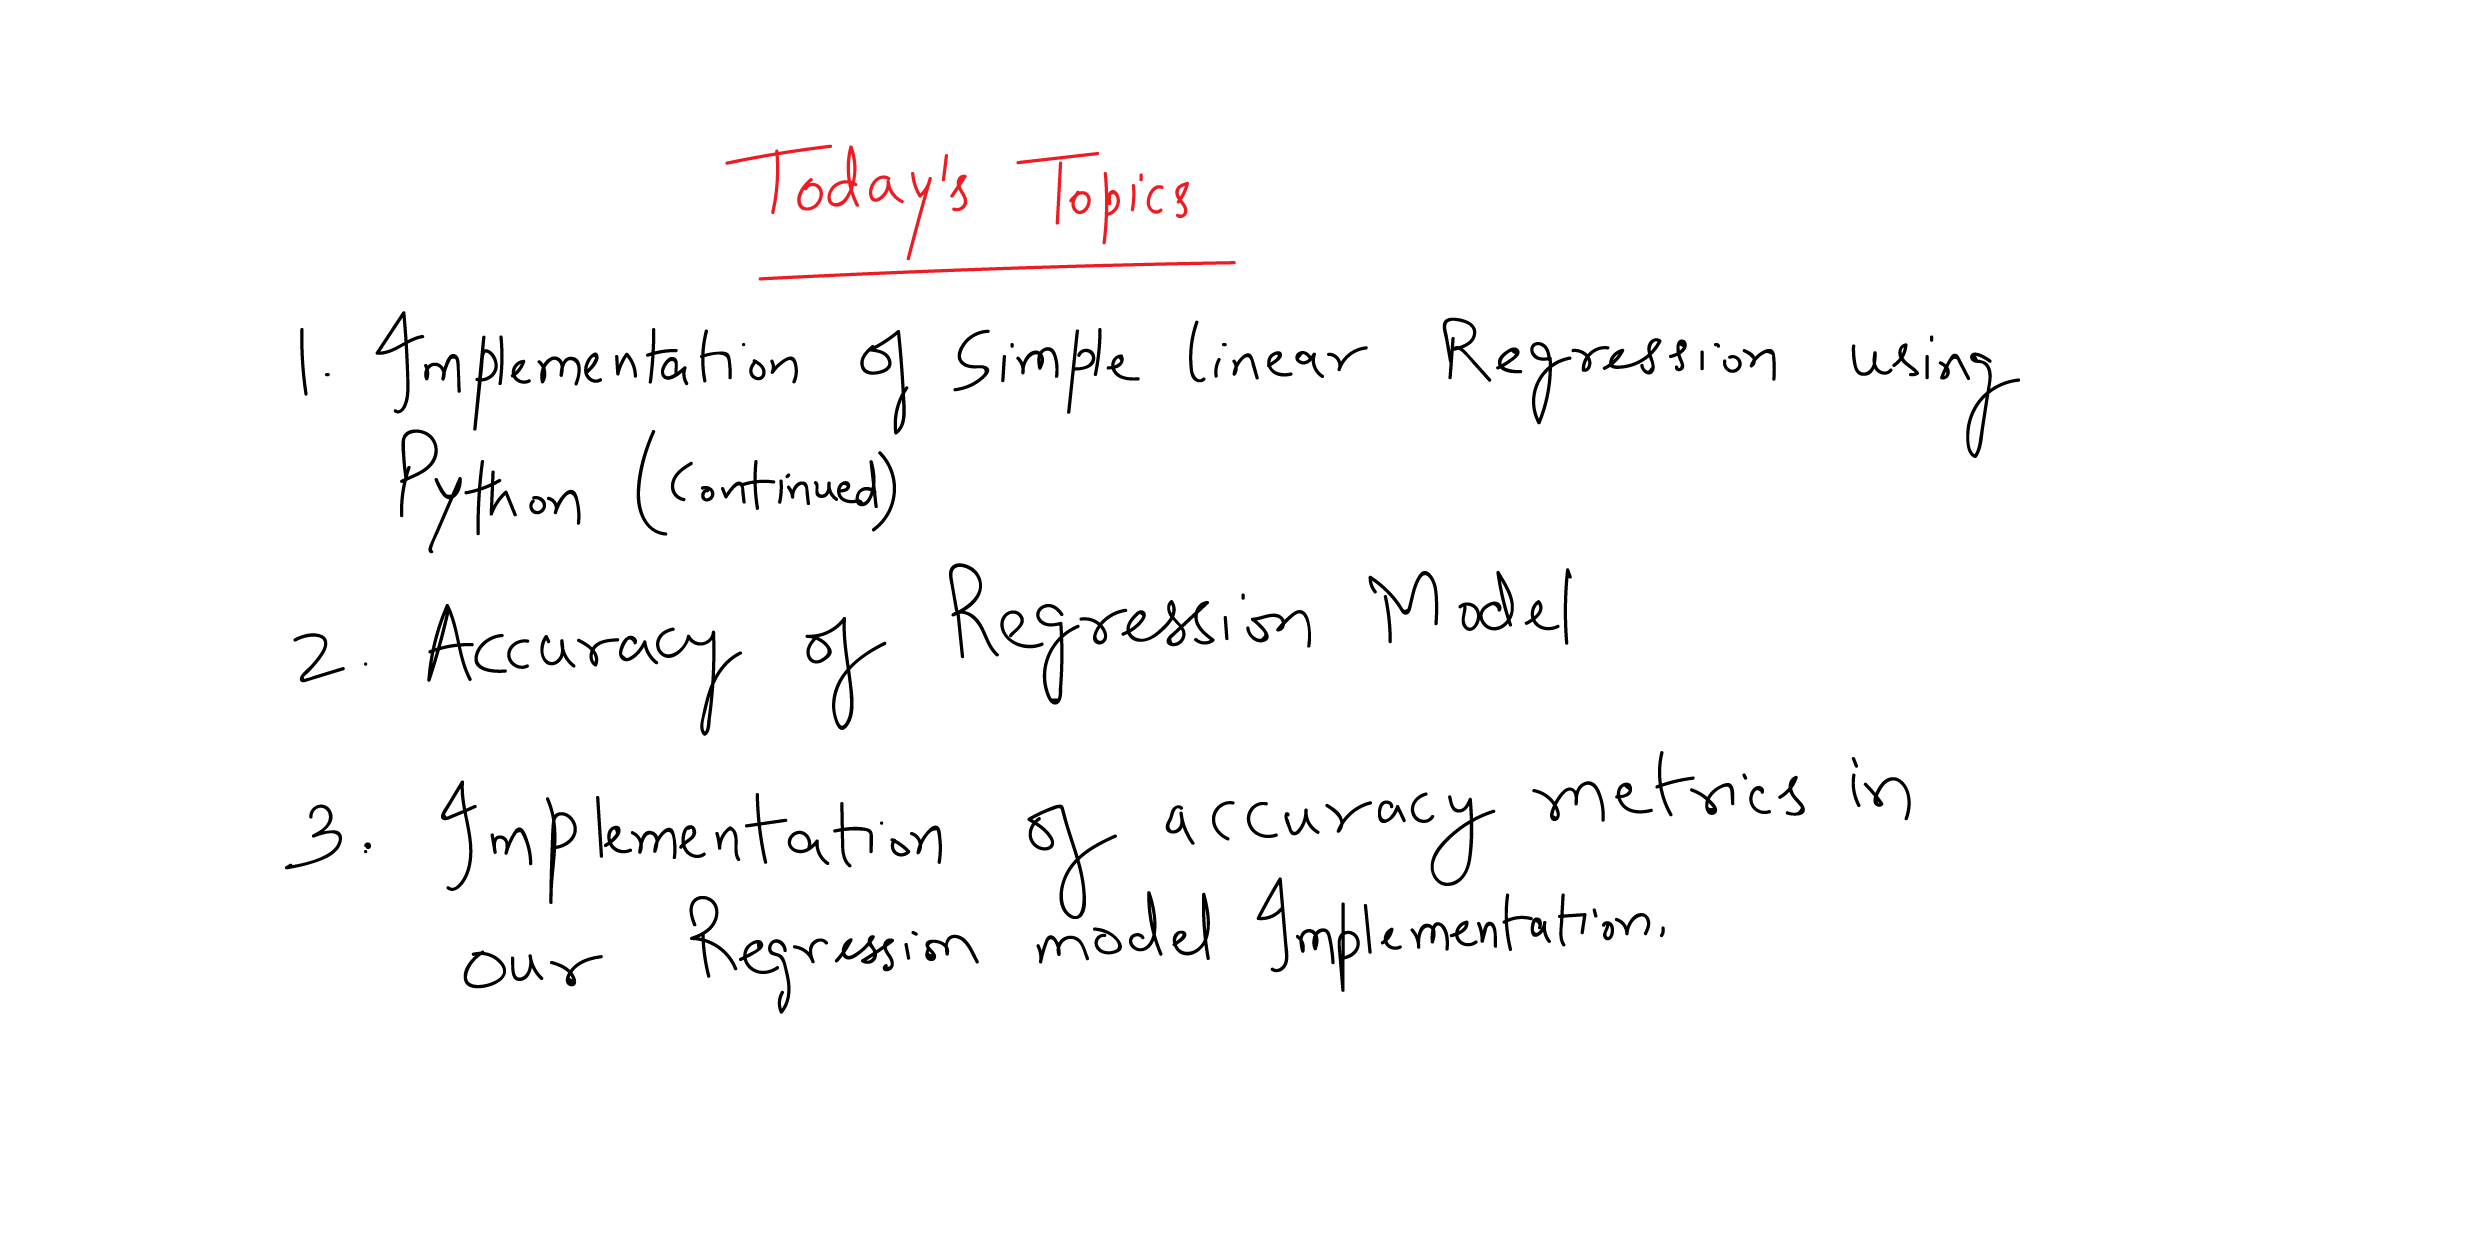 Today's Topics
1. Implementation of Simple linear Regression using
Python (Continued)
2. Accuracy of Regression Model
3. Implementation of accuracy metrics in
our Regression model Implementation.